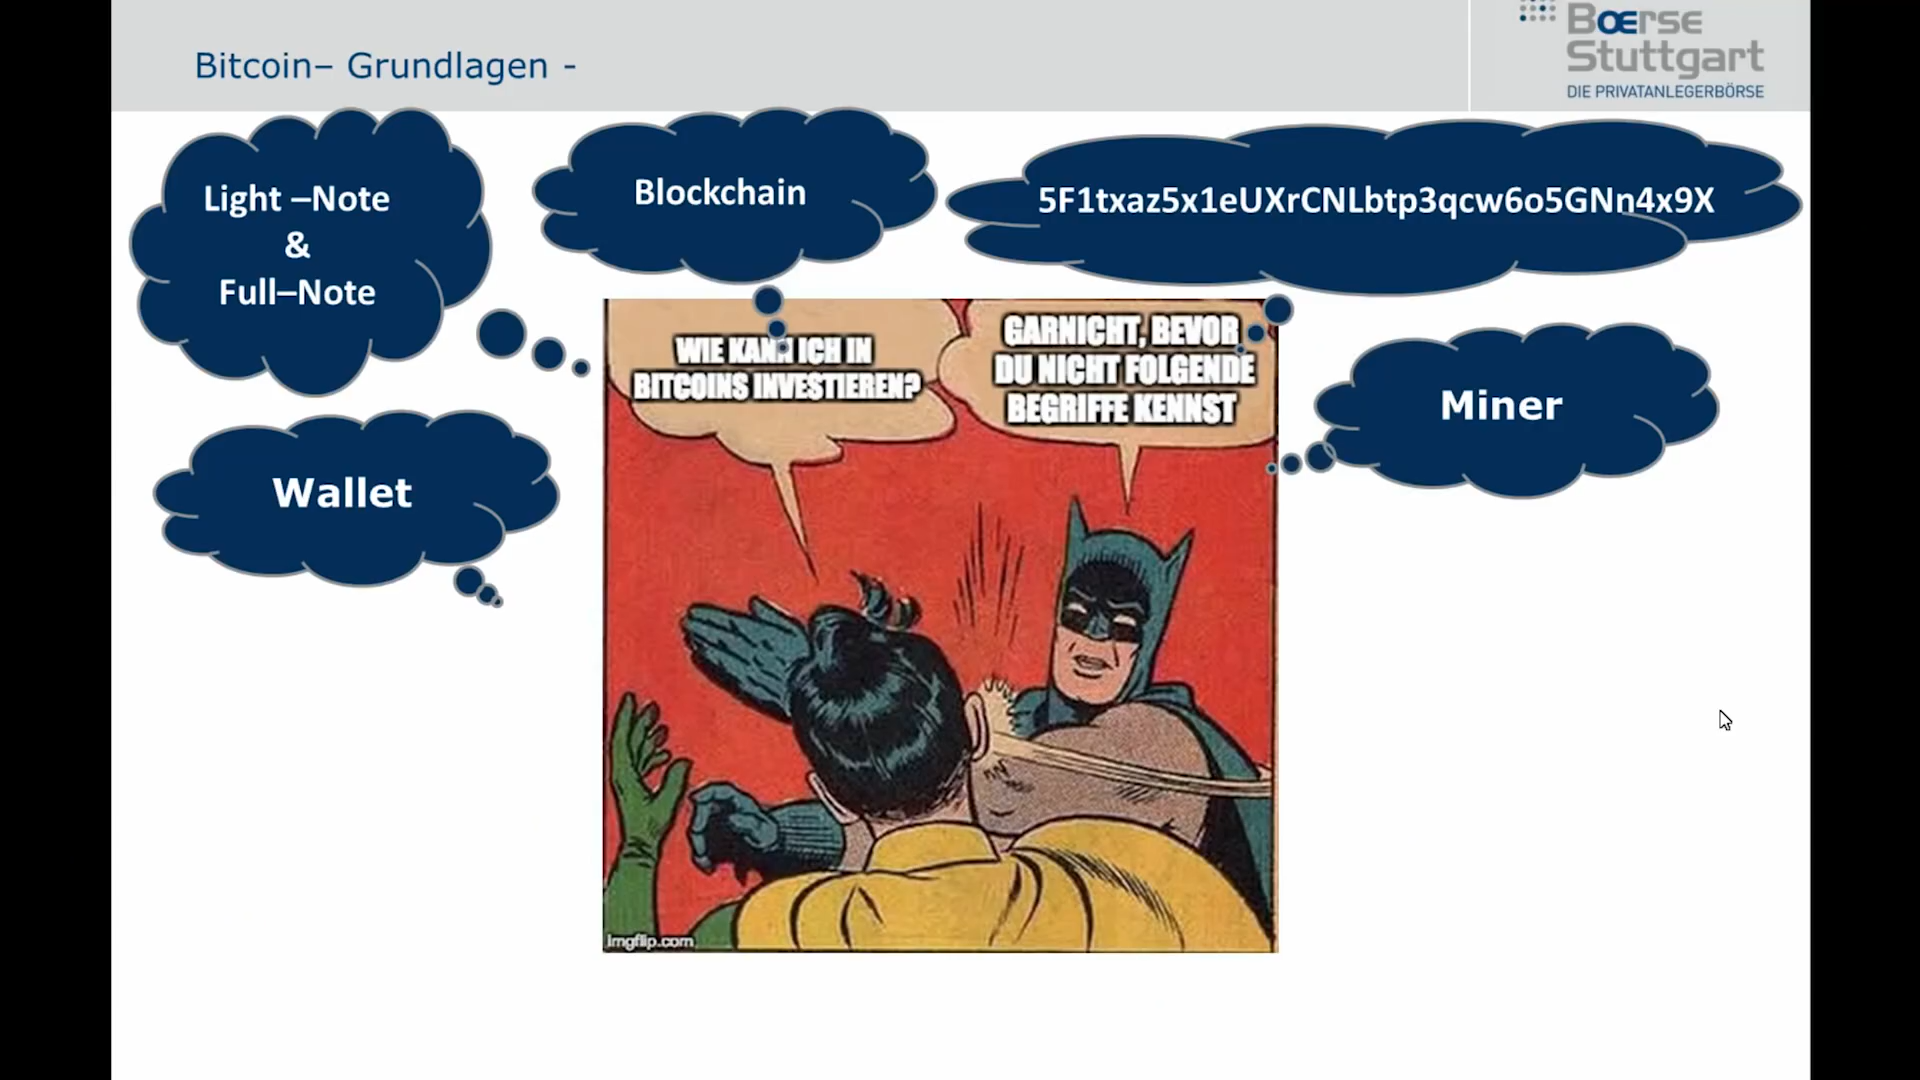 Bitcoin– Grundlagen -
BŒRSE
Stuttgart
DIE PRIVATANLEGERBÖRSE
Light –Note
&
Full–Note
Blockchain
5F1txaz5x1eUXrCNLbtp3qcw6o5GNn4x9X
WIE KANN ICH IN
BITCOINS INVESTIEREN?
GARNICHT, BEVOR
DU NICHT FOLGENDE
BEGRIFFE KENNST
Miner
Wallet
imgflip.com